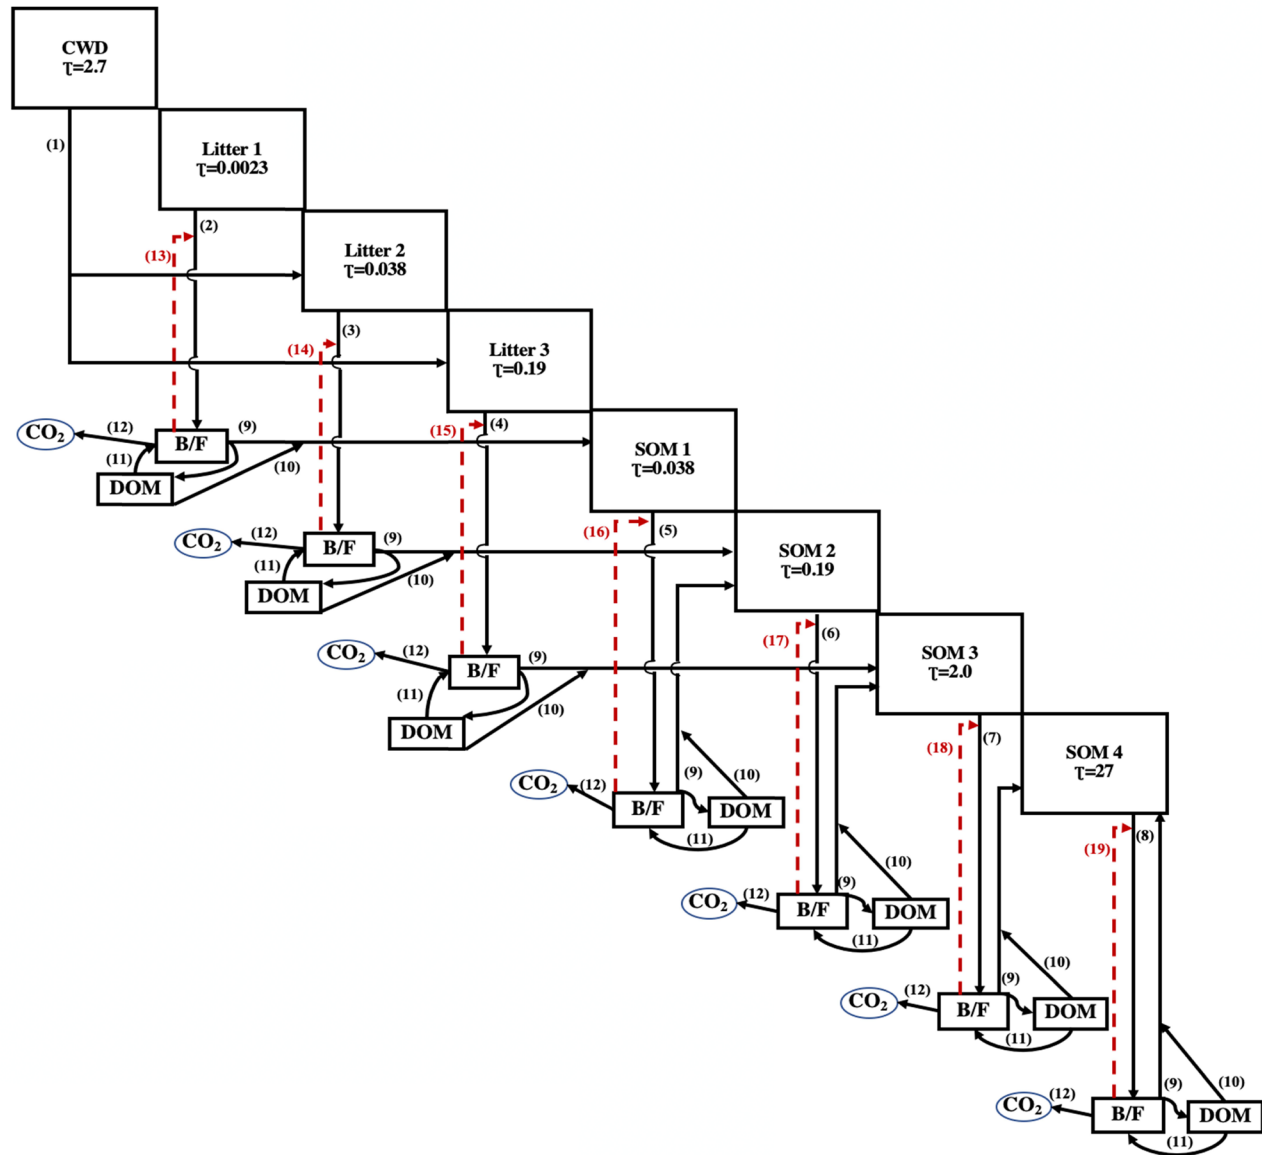 CWD
τ=2.7
(1)
Litter 1
τ=0.0023
(2)
(13)
Litter 2
τ=0.038
(3)
(14)
Litter 3
τ=0.19
(4)
(15)
CO₂
(12)
B/F
(9)
(11)
DOM
(10)
SOM 1
τ=0.038
(5)
(16)
CO₂
(12)
B/F
(9)
(11)
DOM
(10)
SOM 2
τ=0.19
(6)
(17)
CO₂
(12)
B/F
(9)
(11)
DOM
(10)
SOM 3
τ=2.0
(7)
(18)
CO₂
(12)
B/F
(9)
(10)
DOM
(11)
SOM 4
τ=27
(8)
(19)
CO₂
(12)
B/F
(9)
(10)
DOM
(11)
CO₂
(12)
B/F
(9)
(10)
DOM
(11)
CO₂
(12)
B/F
(9)
(10)
DOM
(11)